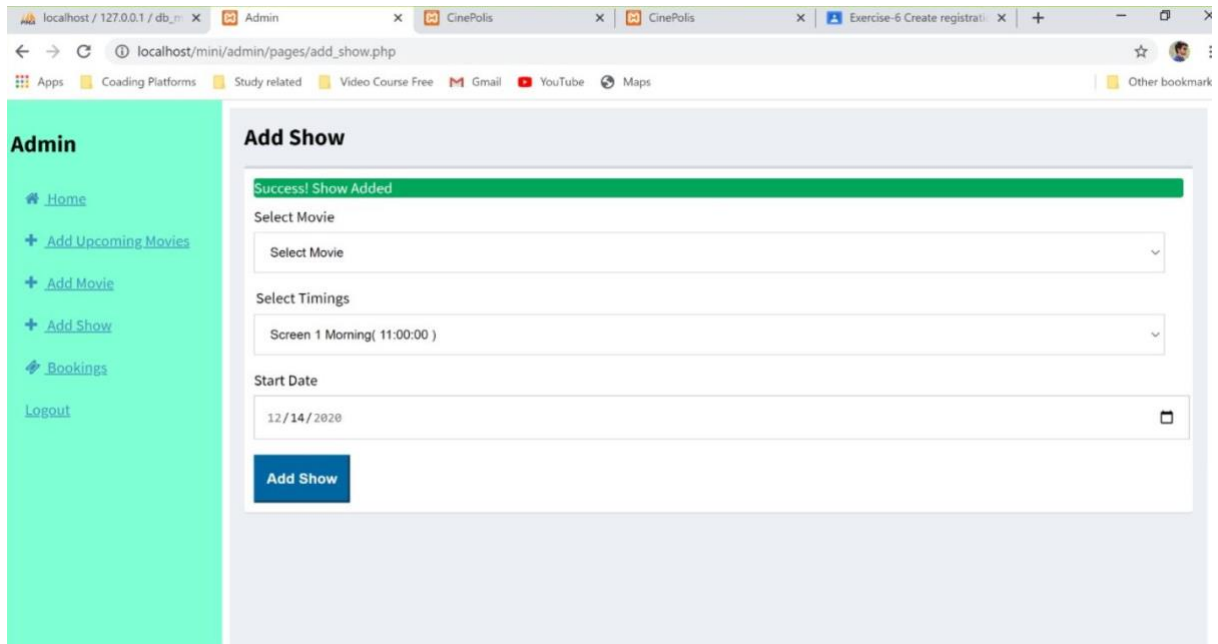 localhost / 127.0.0.1 / db_m
Admin
CinePolis
CinePolis
Exercise-6 Create registrati
localhost/mini/admin/pages/add_show.php
Apps
Coading Platforms
Study related
Video Course Free
Gmail
YouTube
Maps
Other bookmark
Admin
Home
Add Upcoming Movies
Add Movie
Add Show
Bookings
Logout
Add Show
Success! Show Added
Select Movie
Select Movie
Select Timings
Screen 1 Morning( 11:00:00 )
Start Date
12/14/2020
Add Show